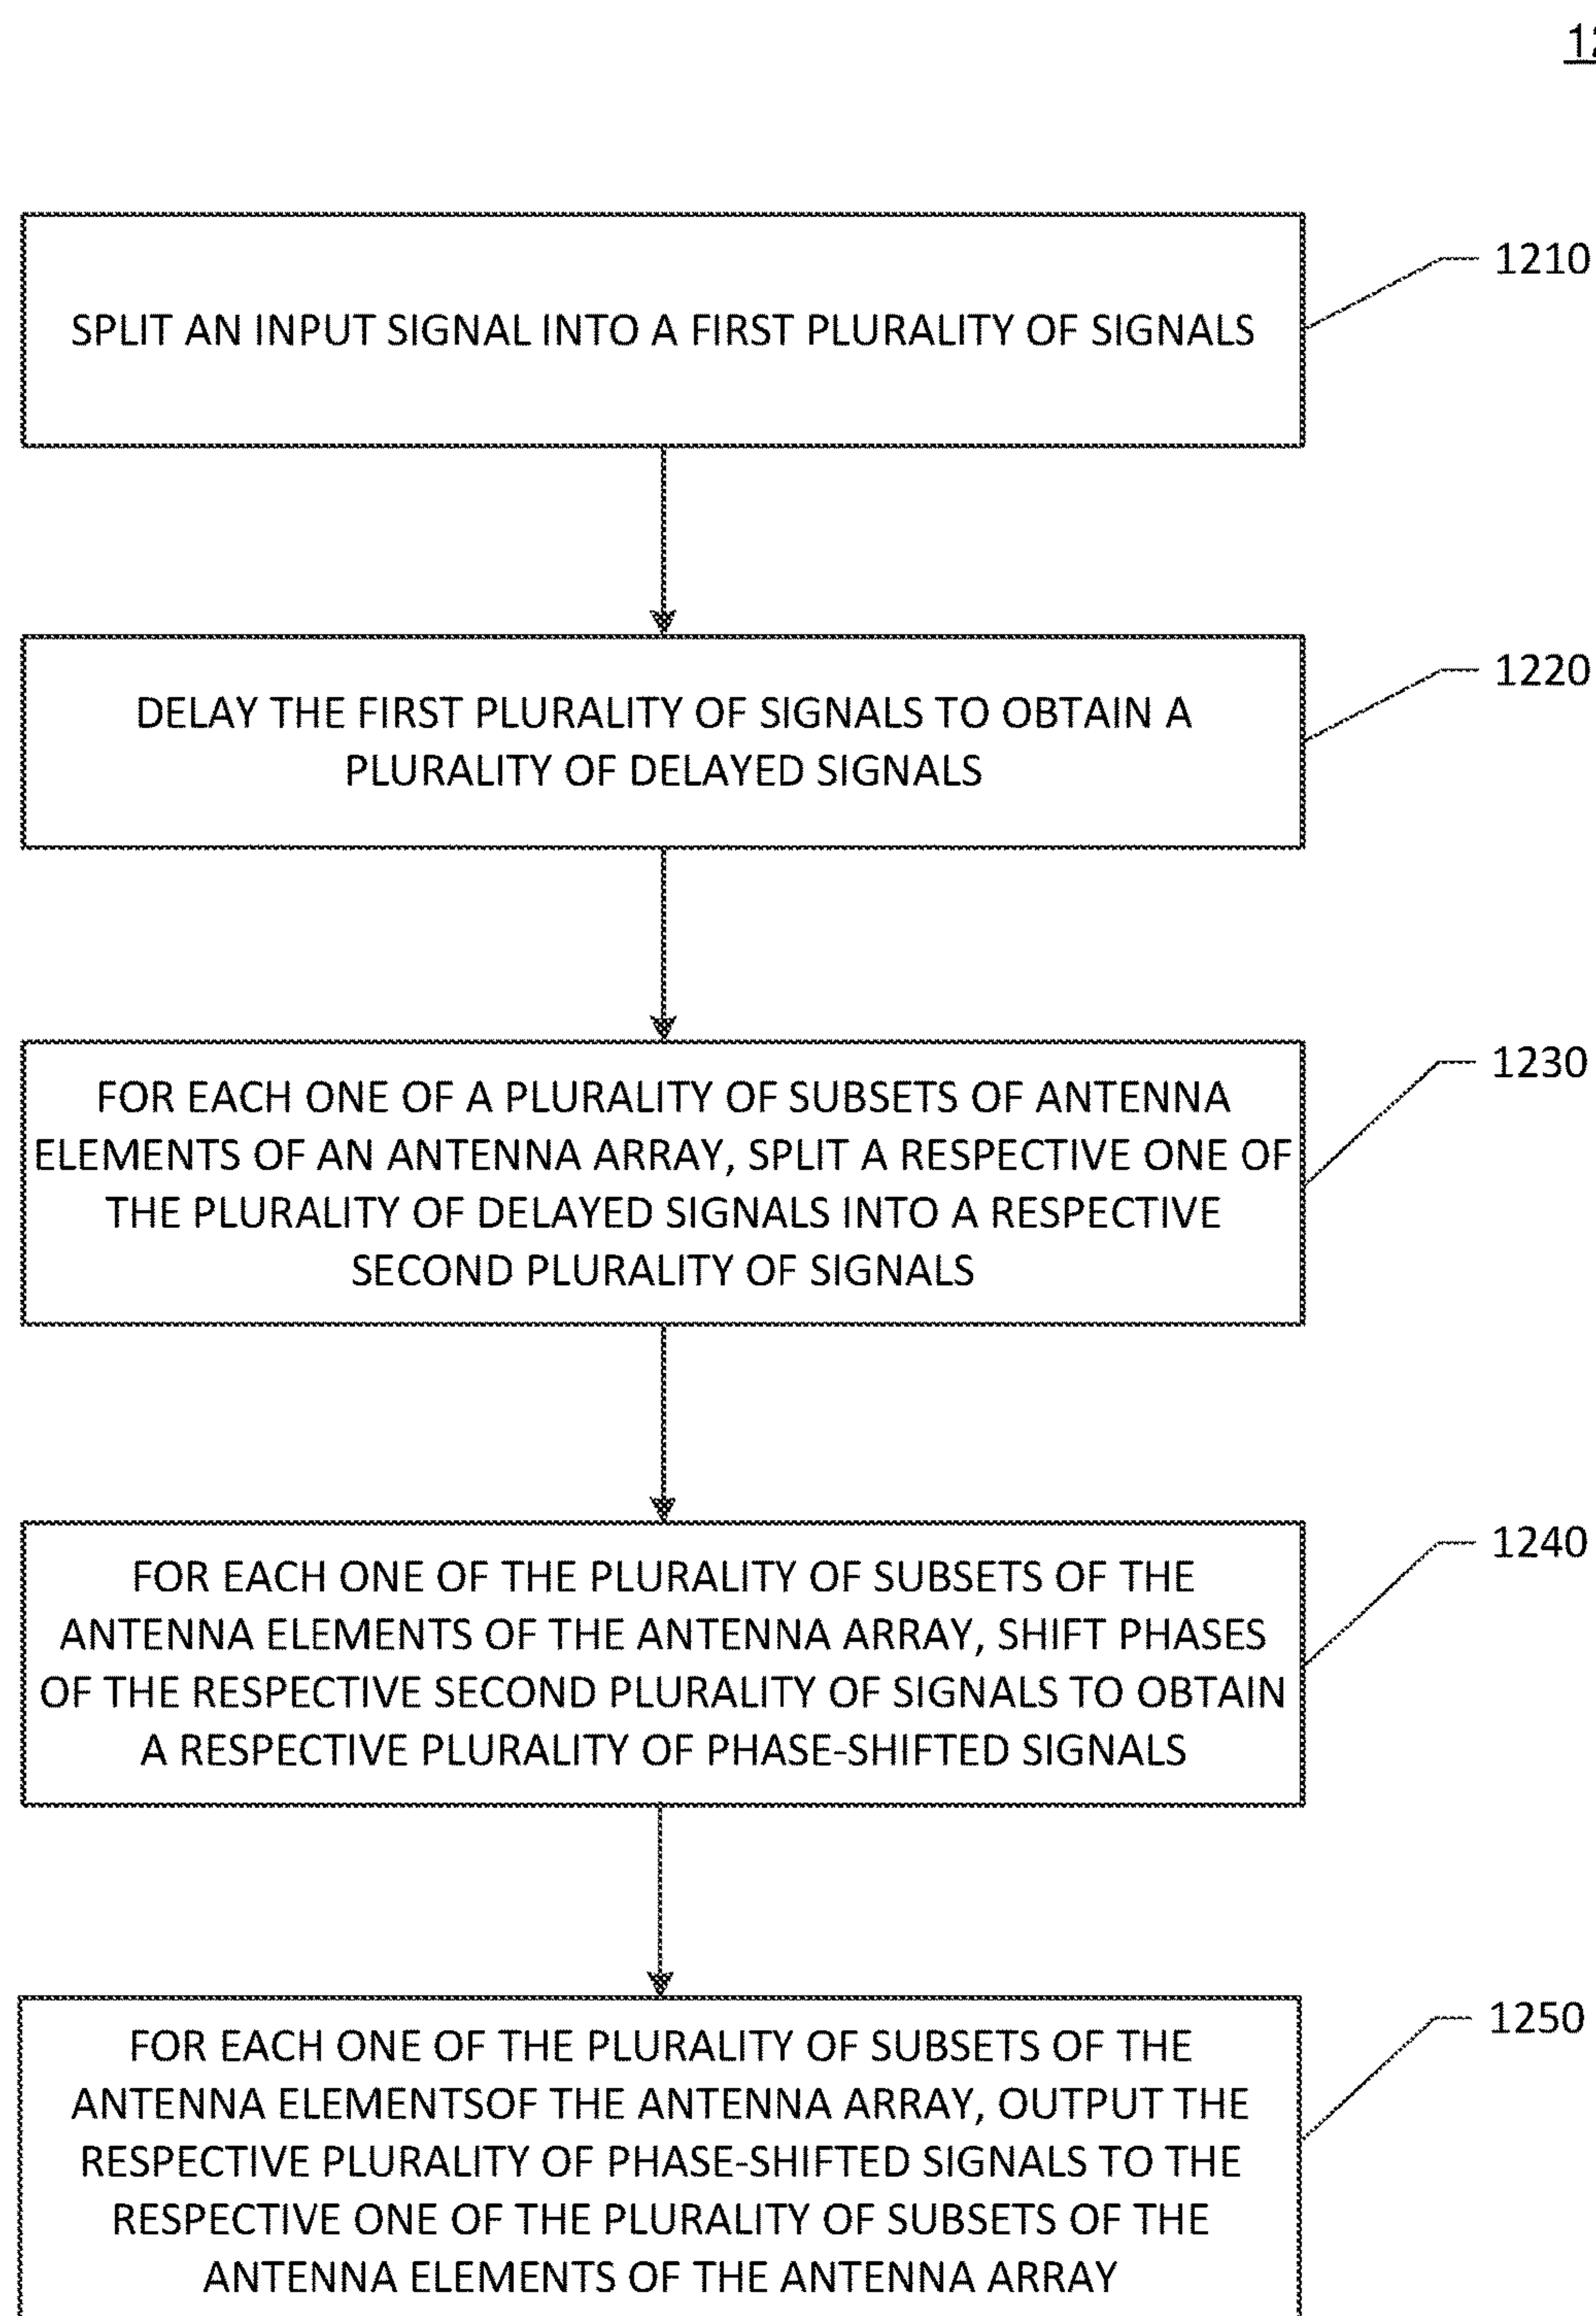 SPLIT AN INPUT SIGNAL INTO A FIRST PLURALITY OF SIGNALS
1210
DELAY THE FIRST PLURALITY OF SIGNALS TO OBTAIN A
PLURALITY OF DELAYED SIGNALS
1220
FOR EACH ONE OF A PLURALITY OF SUBSETS OF ANTENNA
ELEMENTS OF AN ANTENNA ARRAY, SPLIT A RESPECTIVE ONE OF
THE PLURALITY OF DELAYED SIGNALS INTO A RESPECTIVE
SECOND PLURALITY OF SIGNALS
1230
FOR EACH ONE OF THE PLURALITY OF SUBSETS OF THE
ANTENNA ELEMENTS OF THE ANTENNA ARRAY, SHIFT PHASES
OF THE RESPECTIVE SECOND PLURALITY OF SIGNALS TO OBTAIN
A RESPECTIVE PLURALITY OF PHASE-SHIFTED SIGNALS
1240
FOR EACH ONE OF THE PLURALITY OF SUBSETS OF THE
ANTENNA ELEMENTSOF THE ANTENNA ARRAY, OUTPUT THE
RESPECTIVE PLURALITY OF PHASE-SHIFTED SIGNALS TO THE
RESPECTIVE ONE OF THE PLURALITY OF SUBSETS OF THE
ANTENNA ELEMENTS OF THE ANTENNA ARRAY
1250